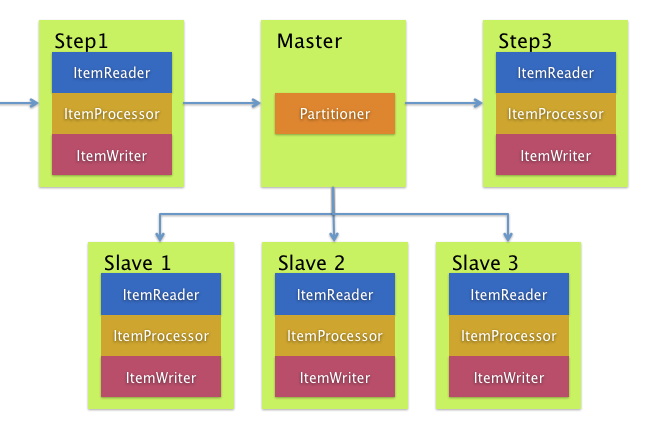 Step1
ItemReader
ItemProcessor
ItemWriter
Master
Partitioner
Step3
ItemReader
ItemProcessor
ItemWriter
Slave 1
ItemReader
ItemProcessor
ItemWriter
Slave 2
ItemReader
ItemProcessor
ItemWriter
Slave 3
ItemReader
ItemProcessor
ItemWriter